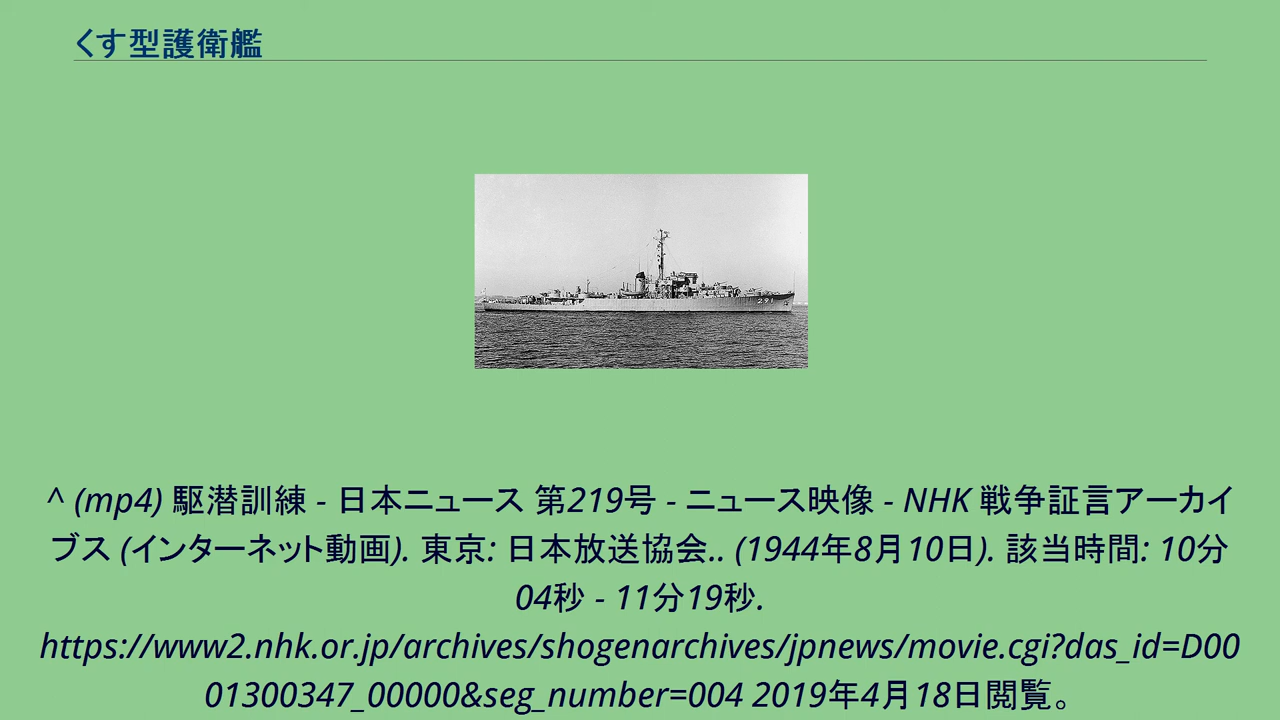 くす型護衛艦
291
^ (mp4) 駆潜訓練 - 日本ニュース 第219号 - ニュース映像 - NHK 戦争証言アーカイ
ブス (インターネット動画). 東京: 日本放送協会.. (1944年8月10日). 該当時間: 10分
04秒 - 11分19秒.
https://www2.nhk.or.jp/archives/shogenarchives/jpnews/movie.cgi?das_id=D00
01300347_00000&seg_number=004 2019年4月18日閲覧。